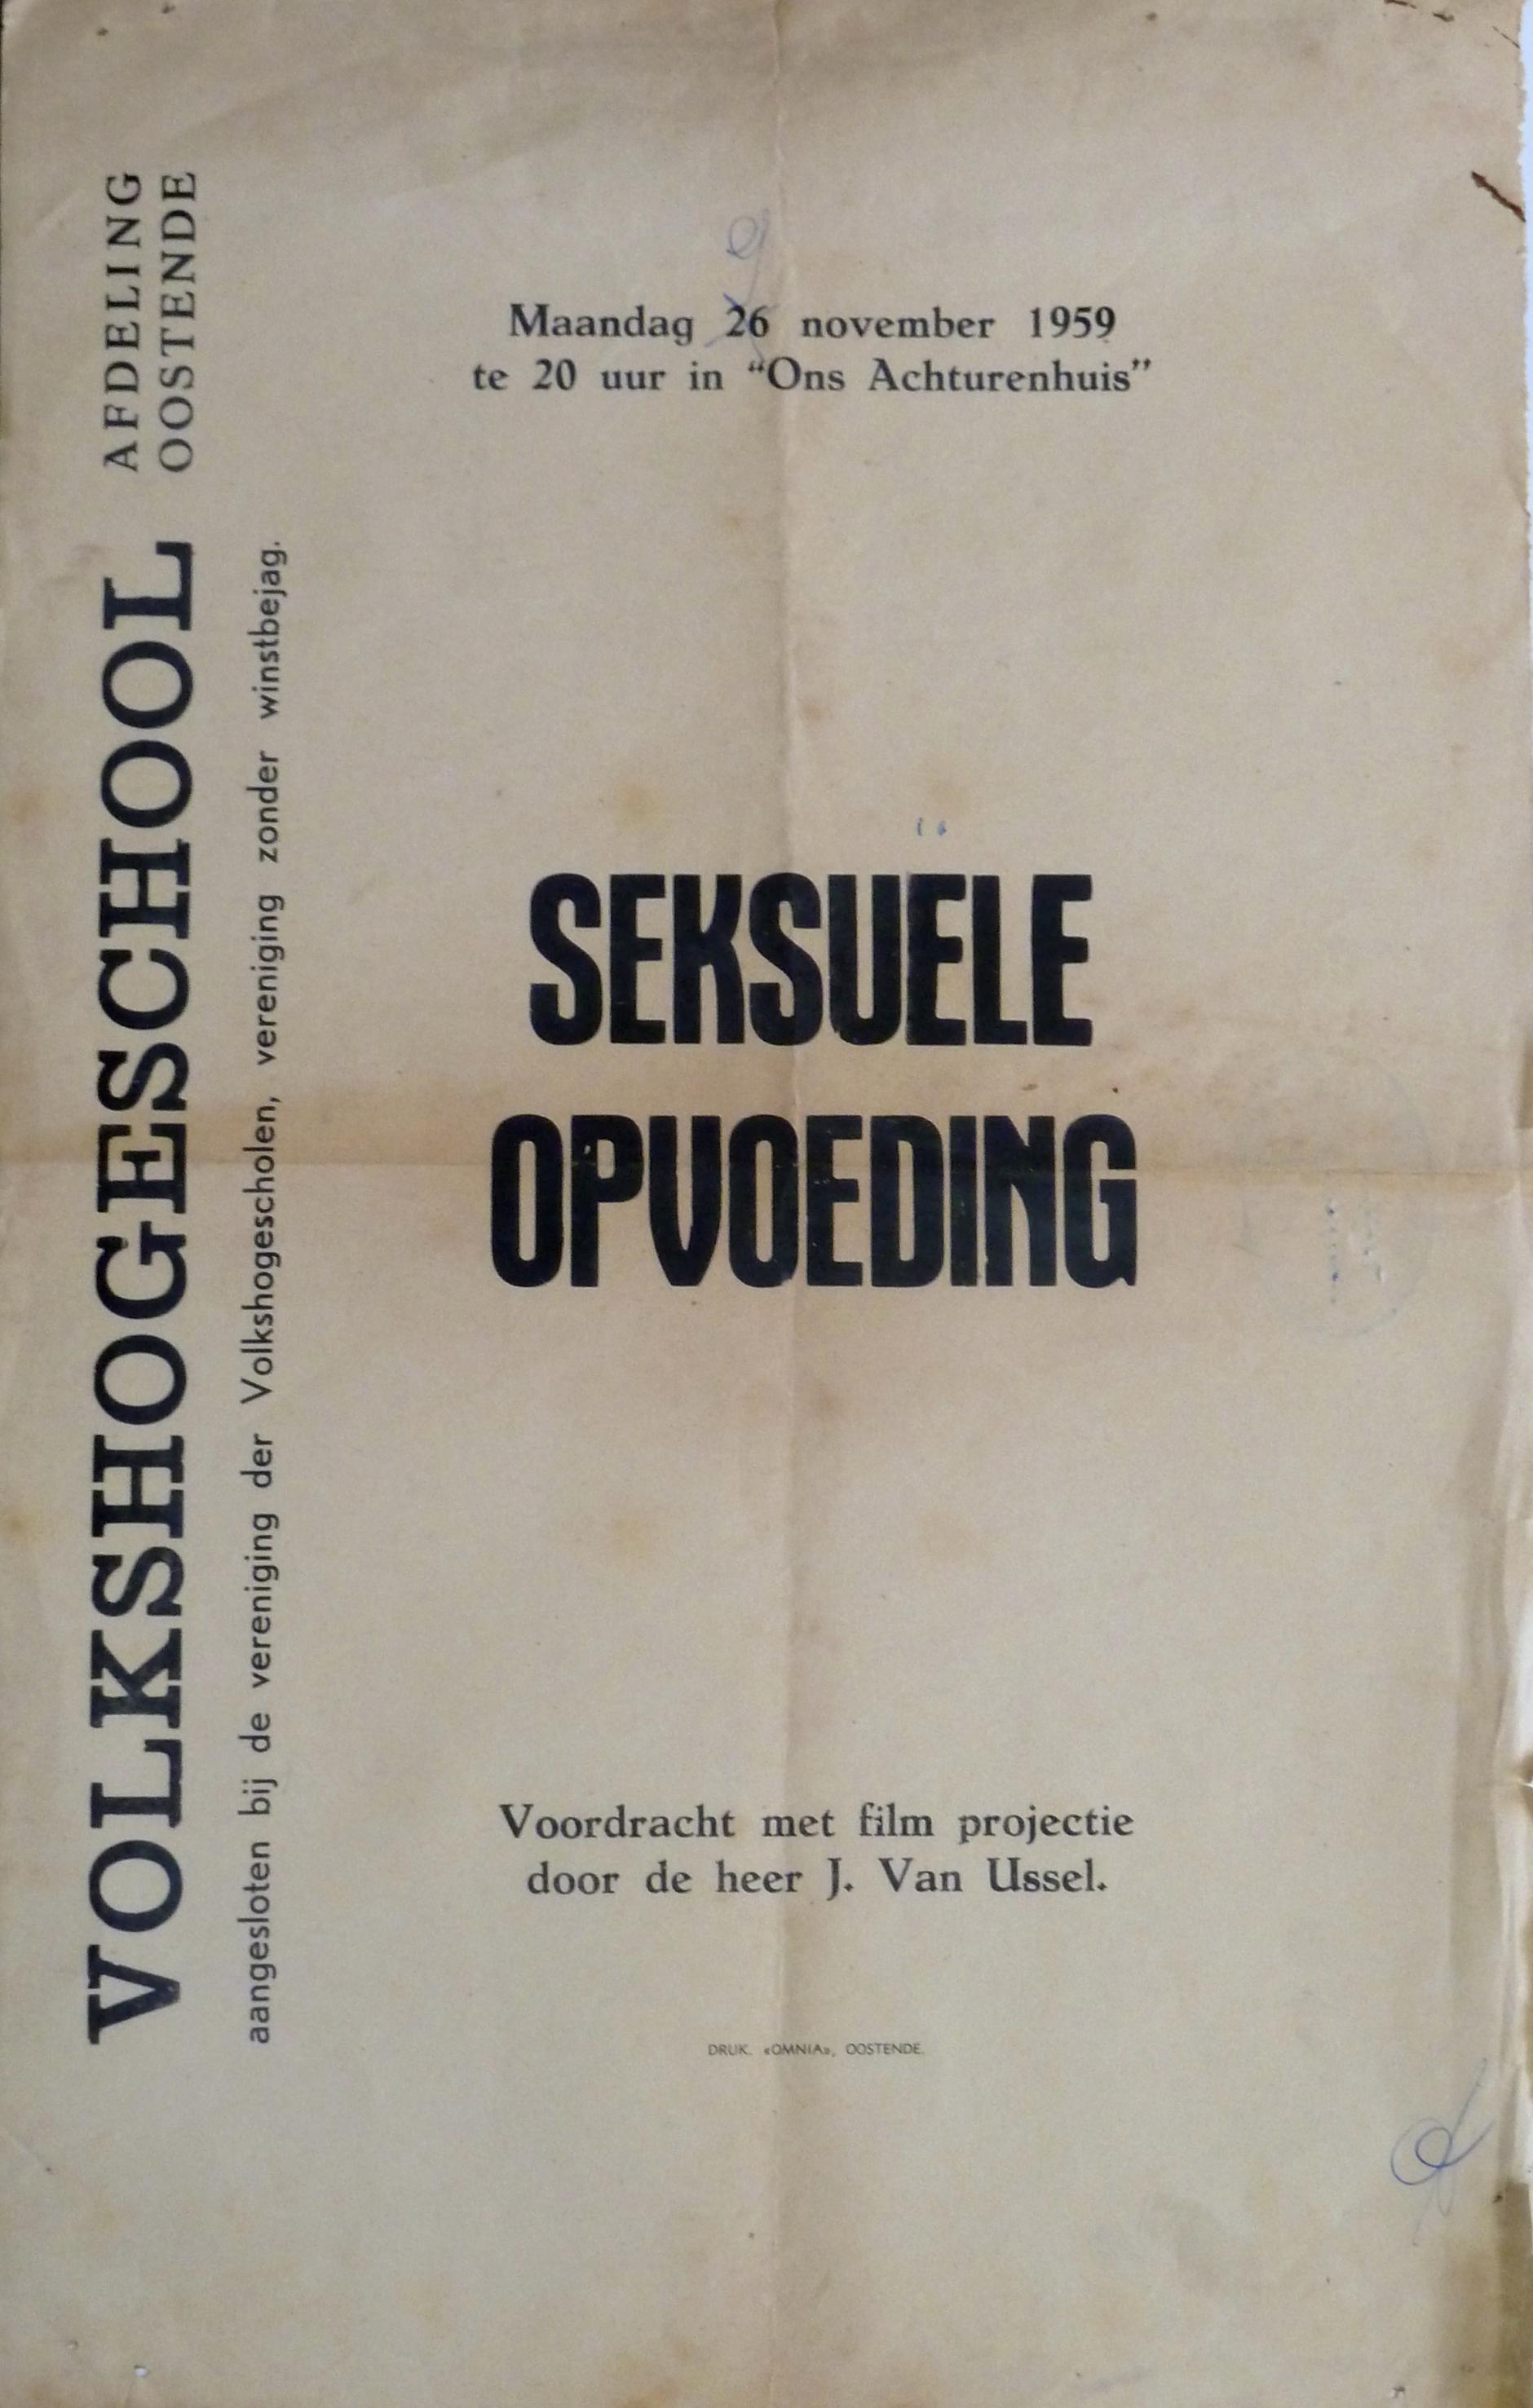 VOLKSHOGESCHOOL
AFDELING
OOSTENDE
aangesloten bij de vereniging der Volkshogescholen, vereniging zonder winstbejag.
9
Maandag 26 november 1959
te 20 uur in “Ons Achturenhuis”
SEKSUELE
OPVOEDING
Voordracht met film projectie
door de heer J. Van Ussel.
DRUK. «OMNIA», OOSTENDE.